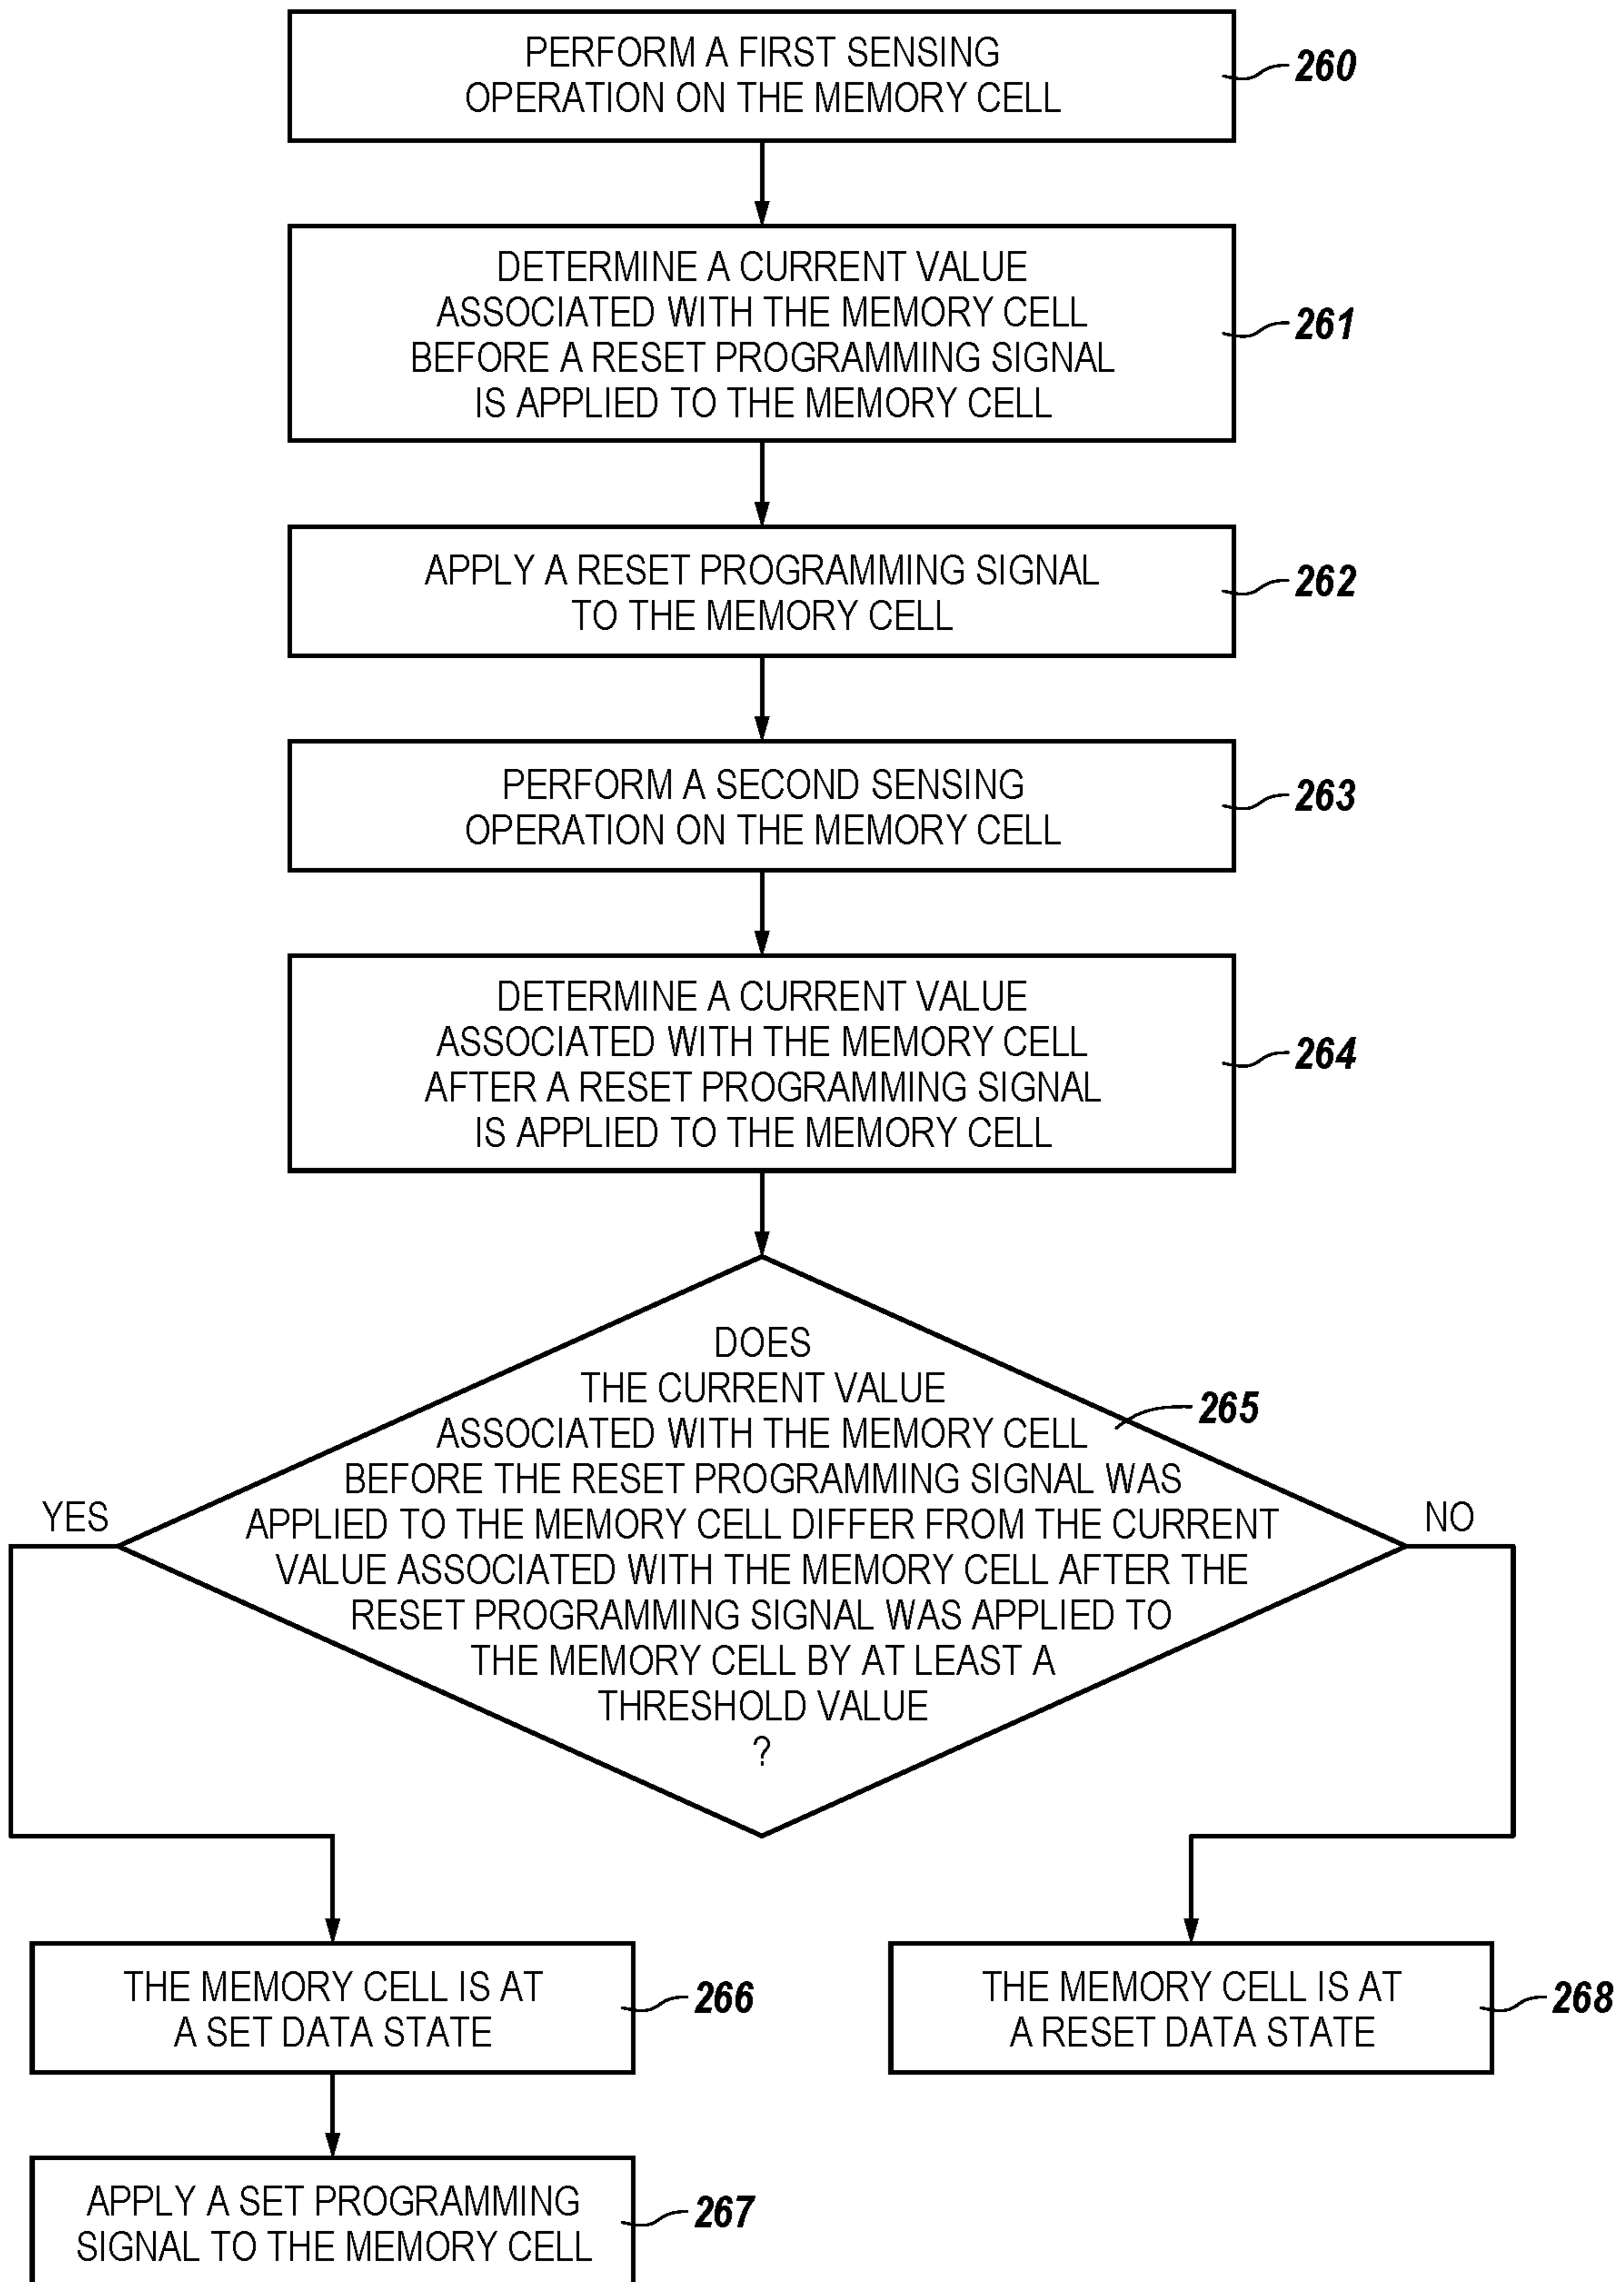 PERFORM A FIRST SENSING
OPERATION ON THE MEMORY CELL
260
DETERMINE A CURRENT VALUE
ASSOCIATED WITH THE MEMORY CELL
BEFORE A RESET PROGRAMMING SIGNAL
IS APPLIED TO THE MEMORY CELL
261
APPLY A RESET PROGRAMMING SIGNAL
TO THE MEMORY CELL
262
PERFORM A SECOND SENSING
OPERATION ON THE MEMORY CELL
263
DETERMINE A CURRENT VALUE
ASSOCIATED WITH THE MEMORY CELL
AFTER A RESET PROGRAMMING SIGNAL
IS APPLIED TO THE MEMORY CELL
264
DOES
THE CURRENT VALUE
ASSOCIATED WITH THE MEMORY CELL
BEFORE THE RESET PROGRAMMING SIGNAL WAS
APPLIED TO THE MEMORY CELL DIFFER FROM THE CURRENT
VALUE ASSOCIATED WITH THE MEMORY CELL AFTER THE
RESET PROGRAMMING SIGNAL WAS APPLIED TO
THE MEMORY CELL BY AT LEAST A
THRESHOLD VALUE
?
265
YES
NO
THE MEMORY CELL IS AT
A SET DATA STATE
266
THE MEMORY CELL IS AT
A RESET DATA STATE
268
APPLY A SET PROGRAMMING
SIGNAL TO THE MEMORY CELL
267